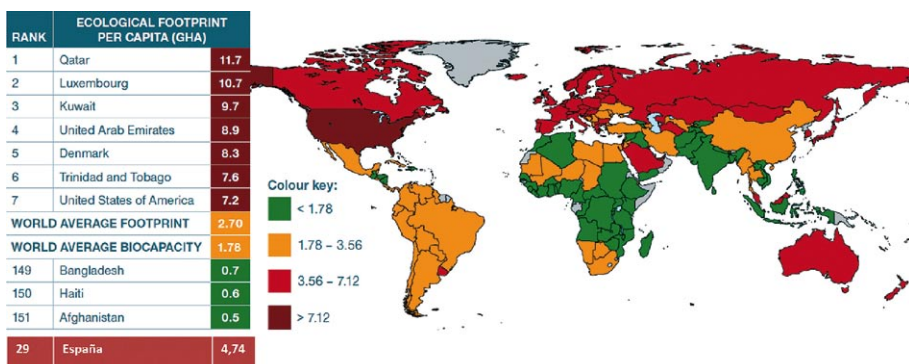 RANK ECOLOGICAL FOOTPRINT PER CAPITA (GHA)
1 Qatar 11.7
2 Luxembourg 10.7
3 Kuwait 9.7
4 United Arab Emirates 8.9
5 Denmark 8.3
6 Trinidad and Tobago 7.6
7 United States of America 7.2
WORLD AVERAGE FOOTPRINT 2.70
WORLD AVERAGE BIOCAPACITY 1.78
149 Bangladesh 0.7
150 Haiti 0.6
151 Afghanistan 0.5
29 España 4,74
Colour key:
< 1.78
1.78 – 3.56
3.56 – 7.12
> 7.12